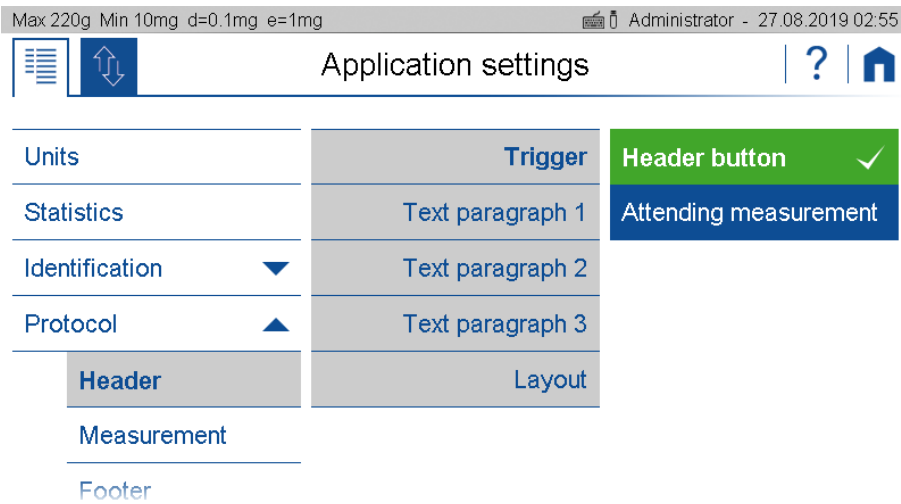 Max 220g Min 10mg d=0.1mg e=1mg Administrator - 27.08.2019 02:55
Application settings ?
Units
Trigger
Header button
Statistics
Text paragraph 1
Attending measurement
Identification
Text paragraph 2
Protocol
Text paragraph 3
Header
Layout
Measurement
Footer